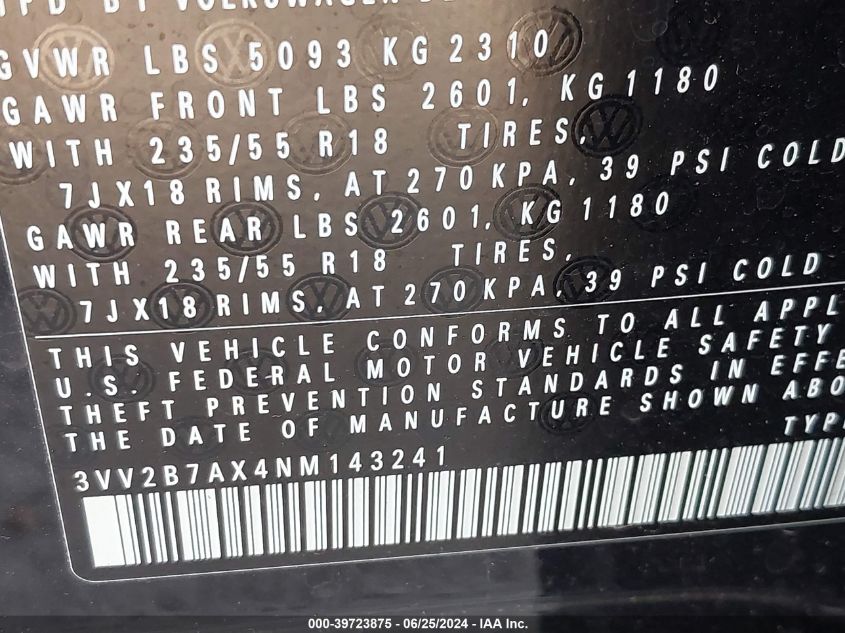 BY VOLKSWAGEN
GVWR LBS 5093 KG 2310
GAWR FRONT LBS 2601, KG 1180
WITH 235/55 R18 TIRES,
7JX18 RIMS, AT 270 KPA, 39 PSI COLD
GAWR REAR LBS 2601, KG 1180
WITH 235/55 R18 TIRES,
7JX18 RIMS, AT 270 KPA, 39 PSI COLD
THIS VEHICLE CONFORMS TO ALL APPL
U.S. FEDERAL MOTOR VEHICLE SAFETY
THEFT PREVENTION STANDARDS IN EFFE
THE DATE OF MANUFACTURE SHOWN ABO
TYP
3VV2B7AX4NM143241
000-39723875 - 06/25/2024 - IAA Inc.